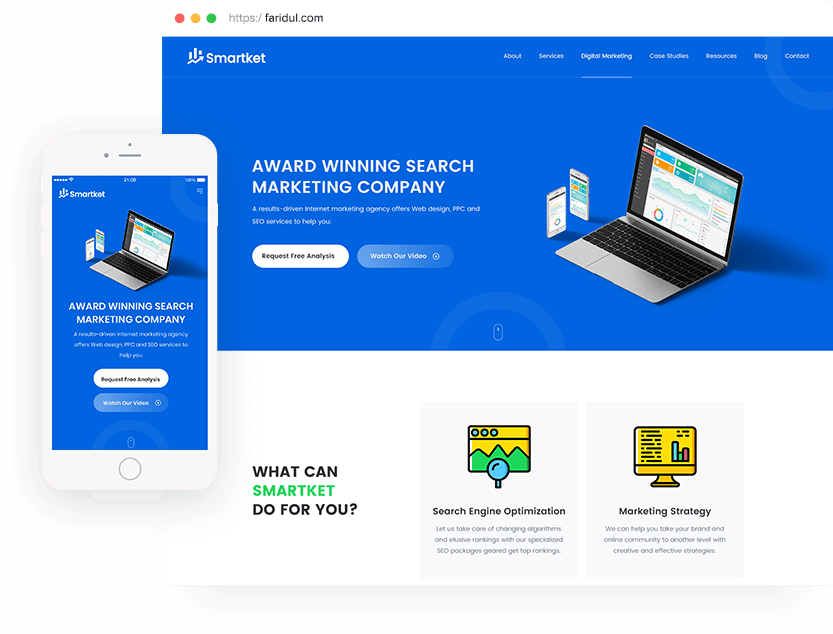 https:/ faridul.com
Smartket
About Services Digital Marketing Case Studies Resources Blog Contact
AWARD WINNING SEARCH
MARKETING COMPANY
A results-driven Internet marketing agency offers Web design, PPC and
SEO services to help you:
Request Free Analysis Watch Our Video
21:00 100%
Smartket
AWARD WINNING SEARCH
MARKETING COMPANY
A results-driven Internet marketing agency
offers Web design, PPC and SEO services to
help you
Request Free Analysis
Watch Our Video
WHAT CAN
SMARTKET
DO FOR YOU?
Search Engine Optimization
Let us take care of changing algorithms
and elusive rankings with our specialized
SEO packages geared get top rankings.
Marketing Strategy
We can help you take your brand and
online community to another level with
creative and effective strategies.